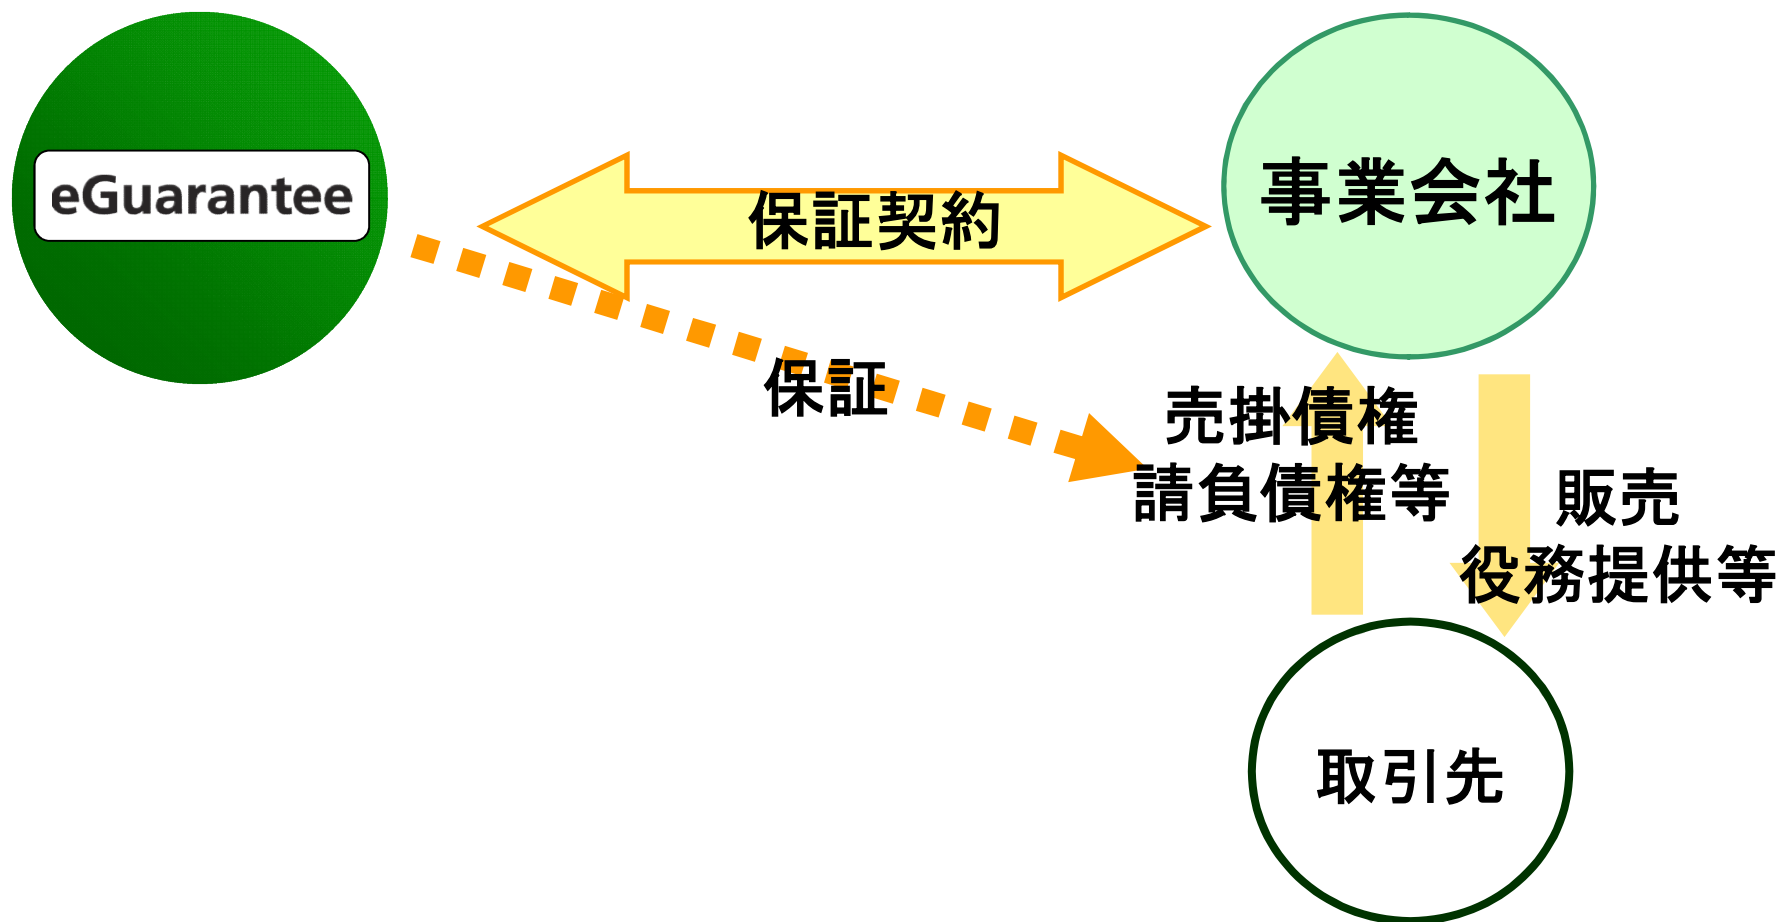 eGuarantee
保証契約
事業会社
保証
売掛債権
請負債権等
販売
役務提供等
取引先